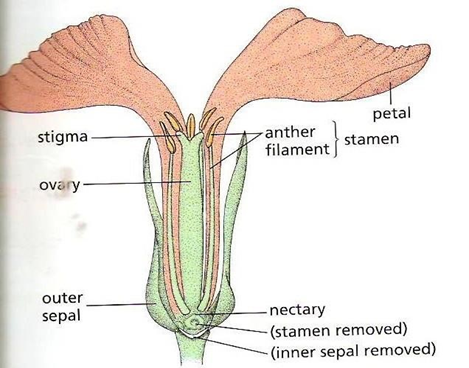 petal
stigma
anther
filament
stamen
ovary
outer
sepal
nectary
(stamen removed)
(inner sepal removed)